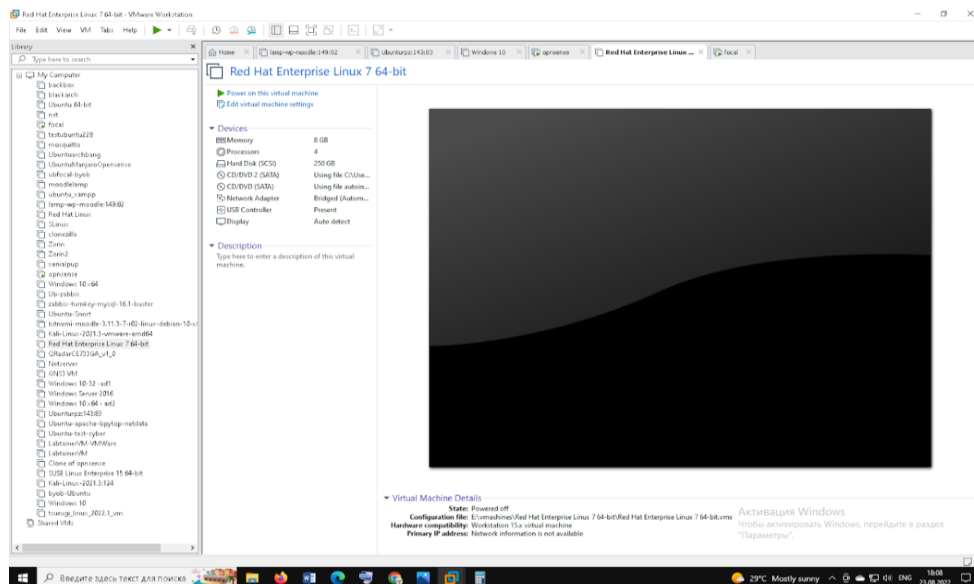 Red Hat Enterprise Linux 7 64-bit - VMware Workstation
File Edit View VM Tabs Help
Library
Type here to search
My Computer
backbox
blackarch
Ubuntu 64-bit
focal
testubuntu228
mosquitto
Ubuntuarchbang
UbuntuManjaroOpensense
ubfocal-byob
moodlelamp
ubuntu_xampp
lamp-wp-moodle:149:02
Red Hat Linux
SLinux
clonezilla
Zorin
Zorin2
xenialpup
opnsense
Windows 10 x64
Ub-zabbix
zabbix-turnkey-mysql-16.1-buster
Ubuntu-Snort
bitnami-moodle-3.11.3-7-r02-linux-debian-10-x
Kali-Linux-2021.3-vmware-amd64
Red Hat Enterprise Linux 7 64-bit
QRadarCE733GA_v1_0
Netserver
GNS3 VM
Windows 10-32 -ad1
Windows Server 2016
Windows 10 x64 - ad2
Ubunturpz:143:03
Ubuntu-apache-bpytop-netdata
Ubuntu-test-cyber
LabtainerVM-VMWare
LabtainerVM
Clone of opnsense
SUSE Linux Enterprise 15 64-bit
Kali-Linux-2021.3:124
byob-Ubuntu
Windows 10
tsurugi_linux_2022.1_vm
Shared VMs
Home lamp-wp-moodle:149:02 Ubunturpz:143:03 Windows 10 opnsense Red Hat Enterprise Linux ... focal
Red Hat Enterprise Linux 7 64-bit
Power on this virtual machine
Edit virtual machine settings
Devices
Memory 8 GB
Processors 4
Hard Disk (SCSI) 250 GB
CD/DVD 2 (SATA) Using file C:\Use...
CD/DVD (SATA) Using file autoin...
Network Adapter Bridged (Autom...
USB Controller Present
Display Auto detect
Description
Type here to enter a description of this virtual
machine.
Virtual Machine Details
State: Powered off
Configuration file: E:\vmashines\Red Hat Enterprise Linux 7 64-bit\Red Hat Enterprise Linux 7 64-bit.vmx
Hardware compatibility: Workstation 15.x virtual machine
Primary IP address: Network information is not available
Активация Windows
Чтобы активировать Windows, перейдите в раздел
"Параметры".
Введите здесь текст для поиска
29°C Mostly sunny ENG 18:08
23.08.2022